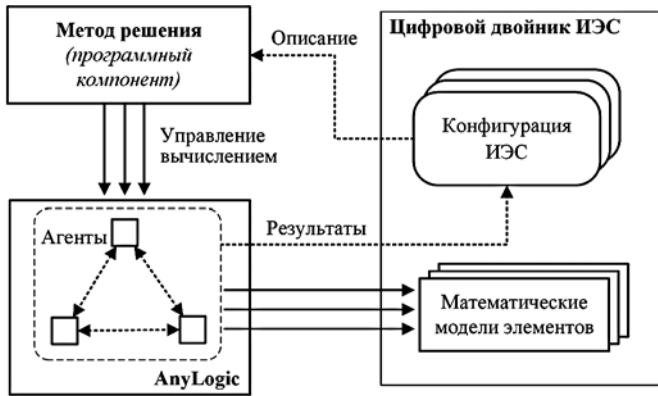 Метод решения
(программный
компонент)
Описание
Цифровой двойник ИЭС
Конфигурация
ИЭС
Управление
вычислением
Агенты
Результаты
Математические
модели элементов
AnyLogic